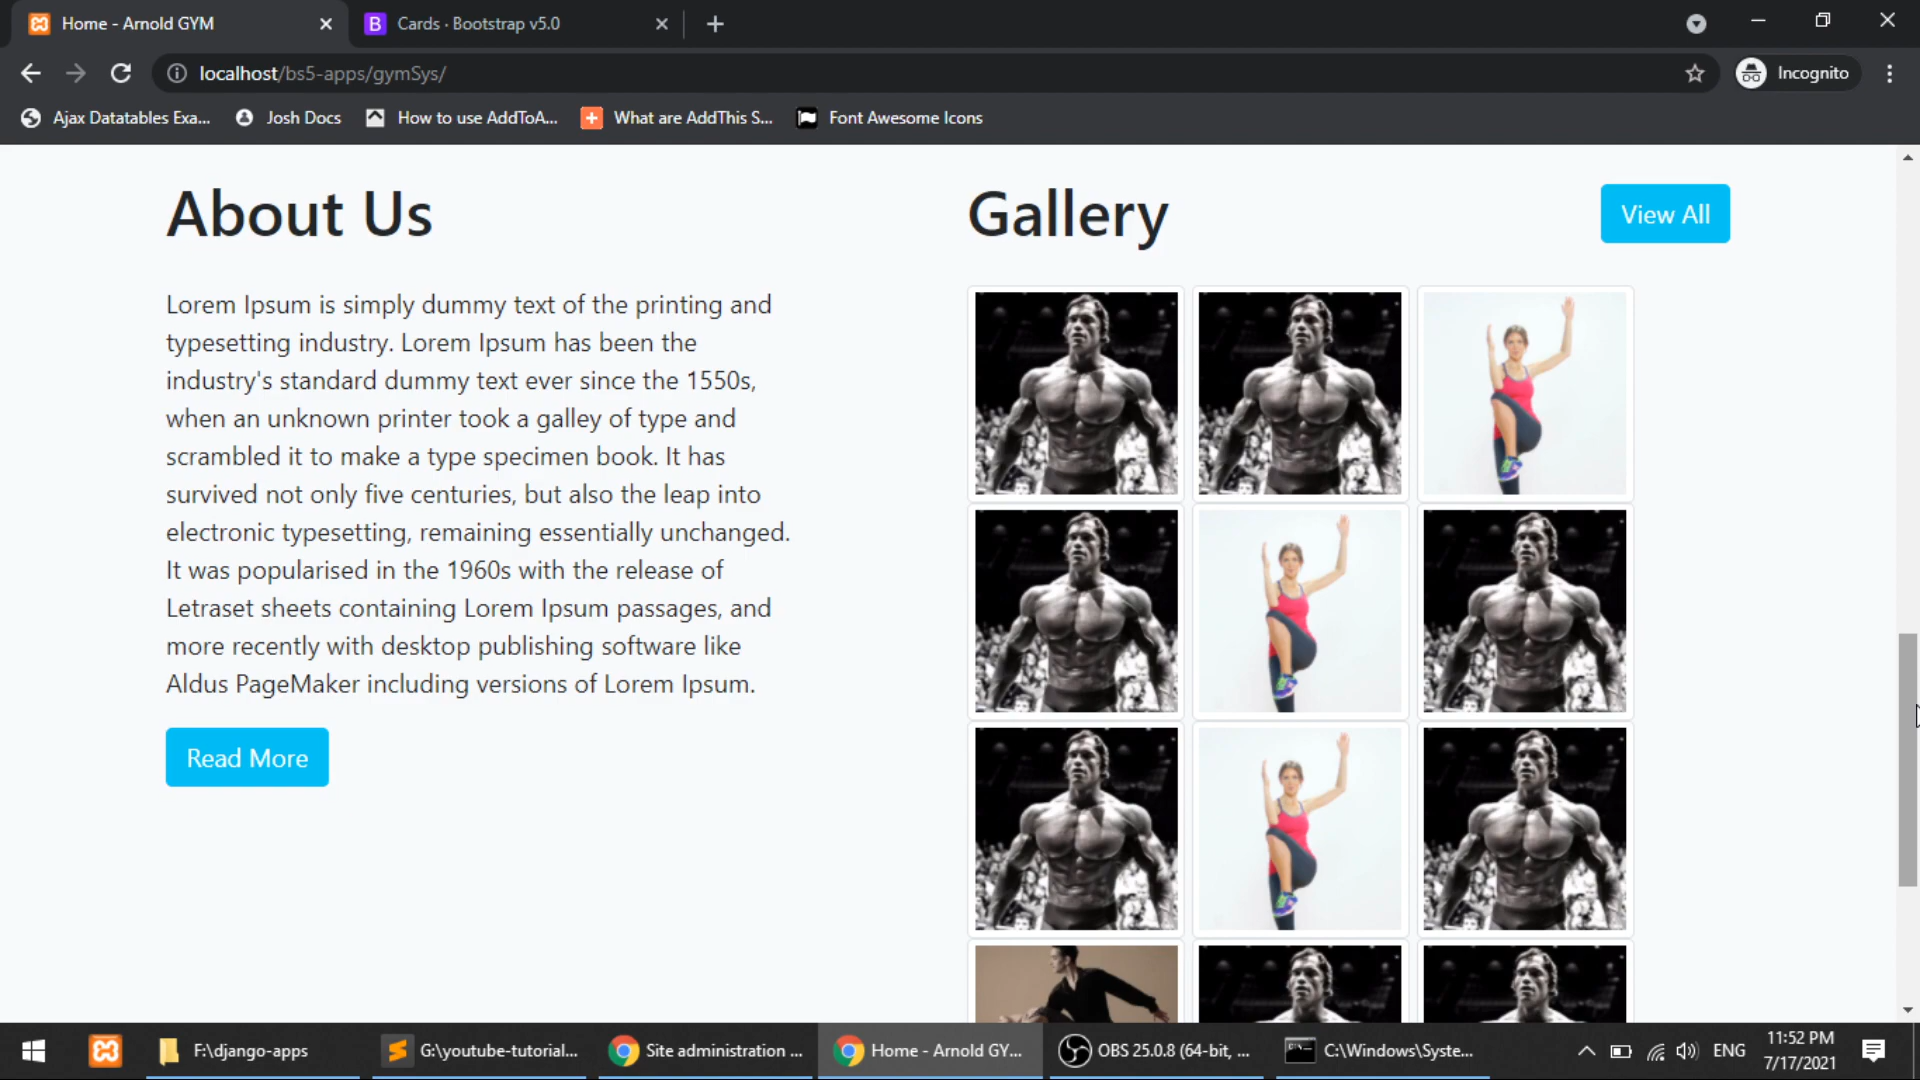 Home - Arnold GYM
B Cards · Bootstrap v5.0
localhost/bs5-apps/gymSys/
Incognito
Ajax Datatables Exa...
Josh Docs
How to use AddToA...
What are AddThis S...
Font Awesome Icons
About Us
Gallery
View All
Lorem Ipsum is simply dummy text of the printing and
typesetting industry. Lorem Ipsum has been the
industry's standard dummy text ever since the 1550s,
when an unknown printer took a galley of type and
scrambled it to make a type specimen book. It has
survived not only five centuries, but also the leap into
electronic typesetting, remaining essentially unchanged.
It was popularised in the 1960s with the release of
Letraset sheets containing Lorem Ipsum passages, and
more recently with desktop publishing software like
Aldus PageMaker including versions of Lorem Ipsum.
Read More
F:\django-apps
G:\youtube-tutorial...
Site administration ...
Home - Arnold GY...
OBS 25.0.8 (64-bit, ...
C:\Windows\Syste...
ENG
11:52 PM
7/17/2021